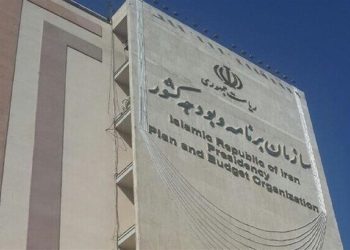 ریاست جمهوری
سازمان برنامه و بودجه کشور
Islamic Republic of Iran
Presidency
Plan and Budget Organization